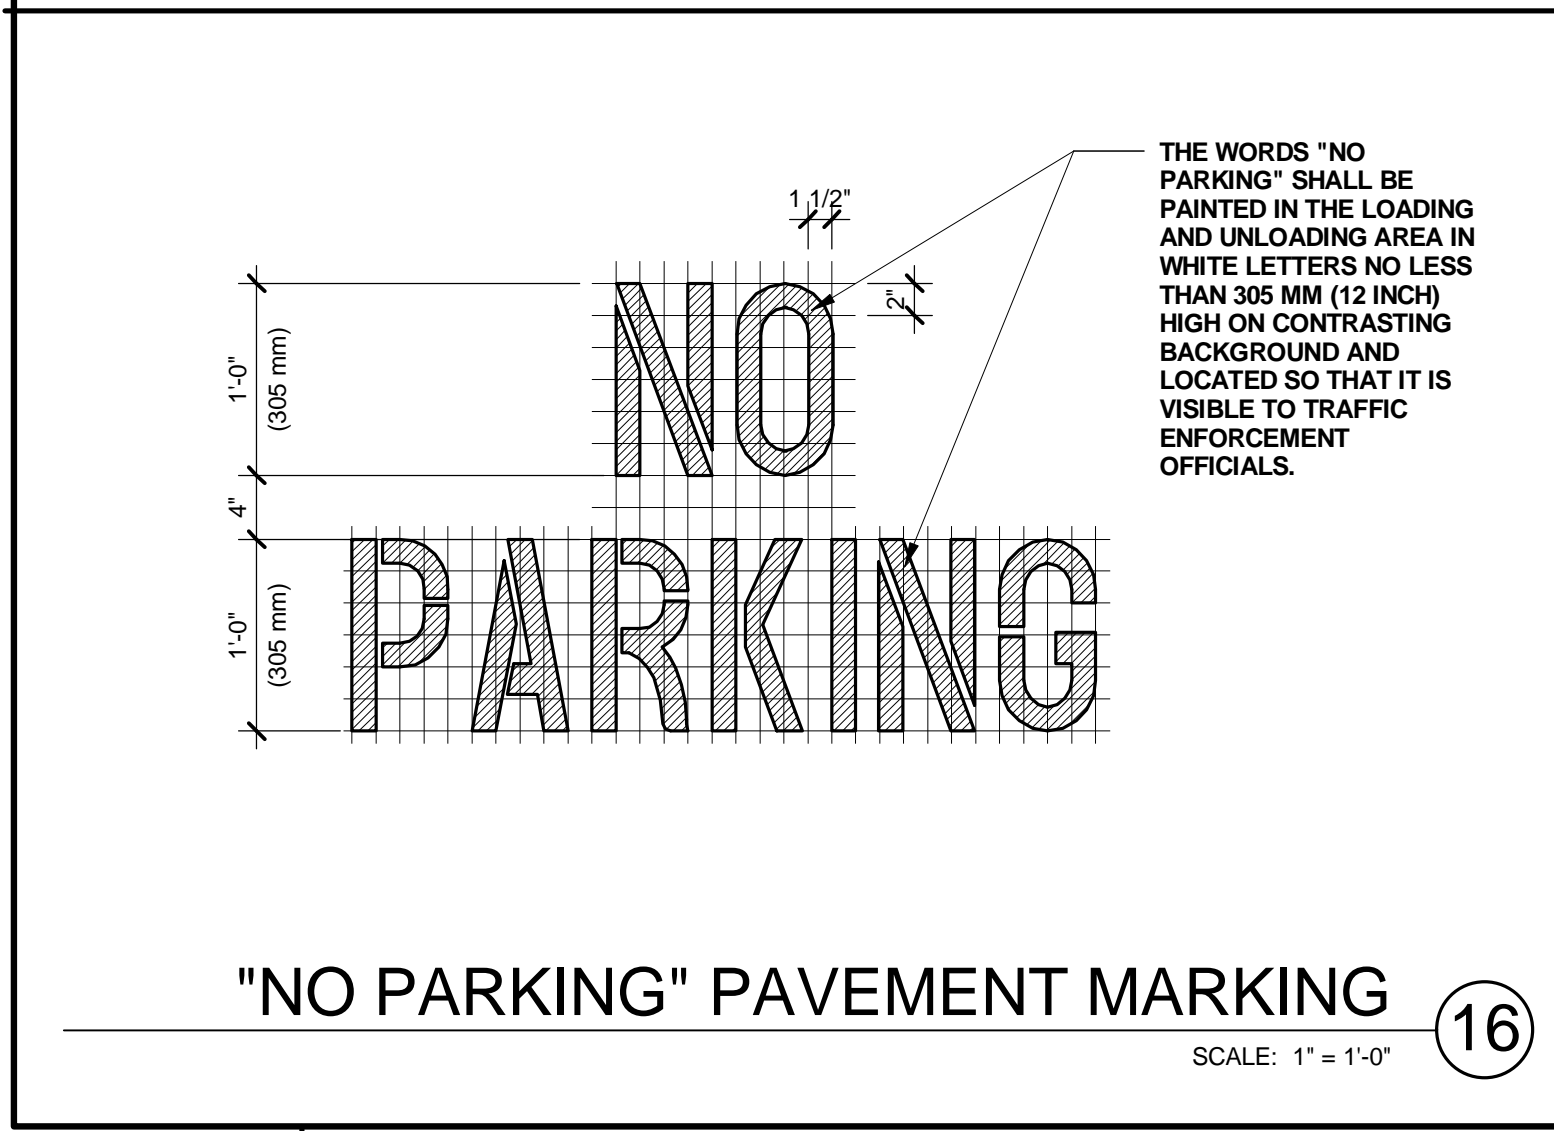 1 1/2"
THE WORDS "NO
PARKING" SHALL BE
PAINTED IN THE LOADING
AND UNLOADING AREA IN
WHITE LETTERS NO LESS
THAN 305 MM (12 INCH)
HIGH ON CONTRASTING
BACKGROUND AND
LOCATED SO THAT IT IS
VISIBLE TO TRAFFIC
ENFORCEMENT
OFFICIALS.
2"
1'-0"
(305 mm)
NO
4"
1'-0"
(305 mm)
PARKING
"NO PARKING" PAVEMENT MARKING
16
SCALE: 1" = 1'-0"